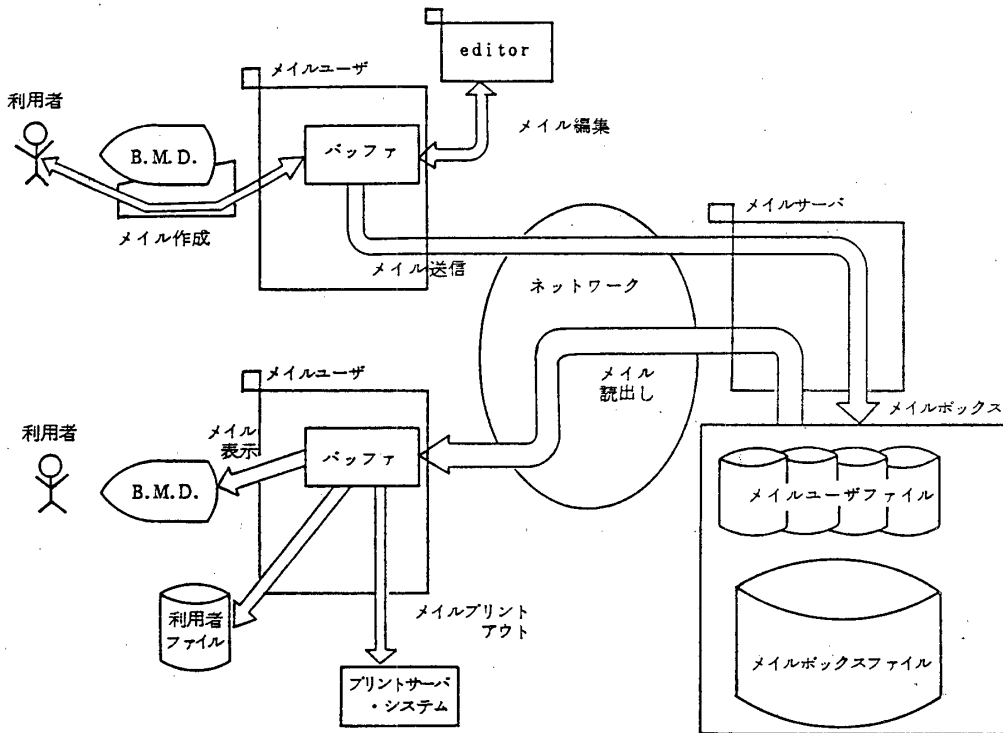 editor
メイルユーザ
利用者
メイル編集
バッファ
B.M.D.
メイル作成
メイルサーバ
メイル送信
ネットワーク
メイル
読出し
メイルユーザ
メイルボックス
利用者
メイル
表示
バッファ
B.M.D.
メイルユーザファイル
利用者
ファイル
メイルプリント
アウト
メイルボックスファイル
プリントサーバ
・システム